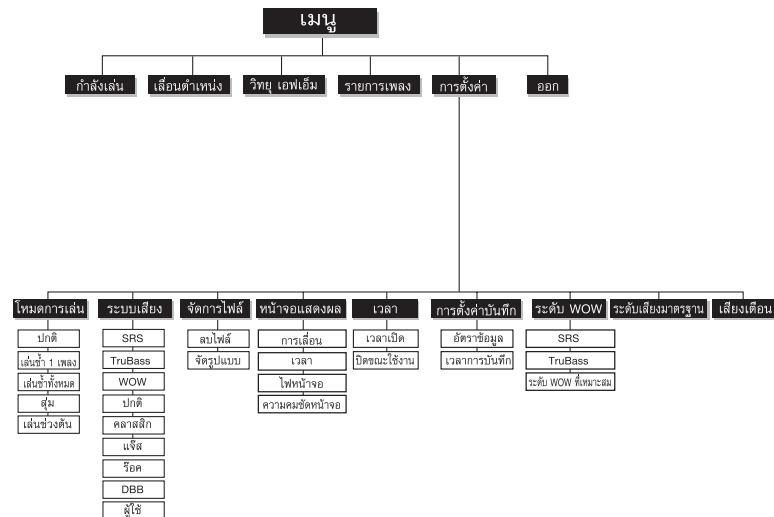 เมนู
กำลังเล่น
เลื่อนตำเหน่ง
วิทยุ เอฟเอ็ม
รายการเพลง
การตั้งค่า
ออก
โหมดการเล่น
ระบบเสียง
จัดการไฟล์
หน้าจอแสดงผล
เวลา
การตั้งค่าบันทึก
ระดับ WOW
ระดับเสียงมาตรฐาน
เสียงเตือน
ปกติ
เล่นซ้ำ 1 เพลง
เล่นซ้ำทั้งหมด
สุ่ม
เล่นช่วงต้น
SRS
TruBass
WOW
ปกติ
คลาสสิก
แจ๊ส
ร๊อค
DBB
ผู้ใช้
ลบไฟล์
จัดรูปแบบ
การเลื่อน
เวลา
ไฟหน้าจอ
ความคมชัดหน้าจอ
เวลาเปิด
ปิดขณะใช้งาน
อัตราข้อมูล
เวลาการบันทึก
SRS
TruBass
ระดับ WOW ที่เหมาะสม